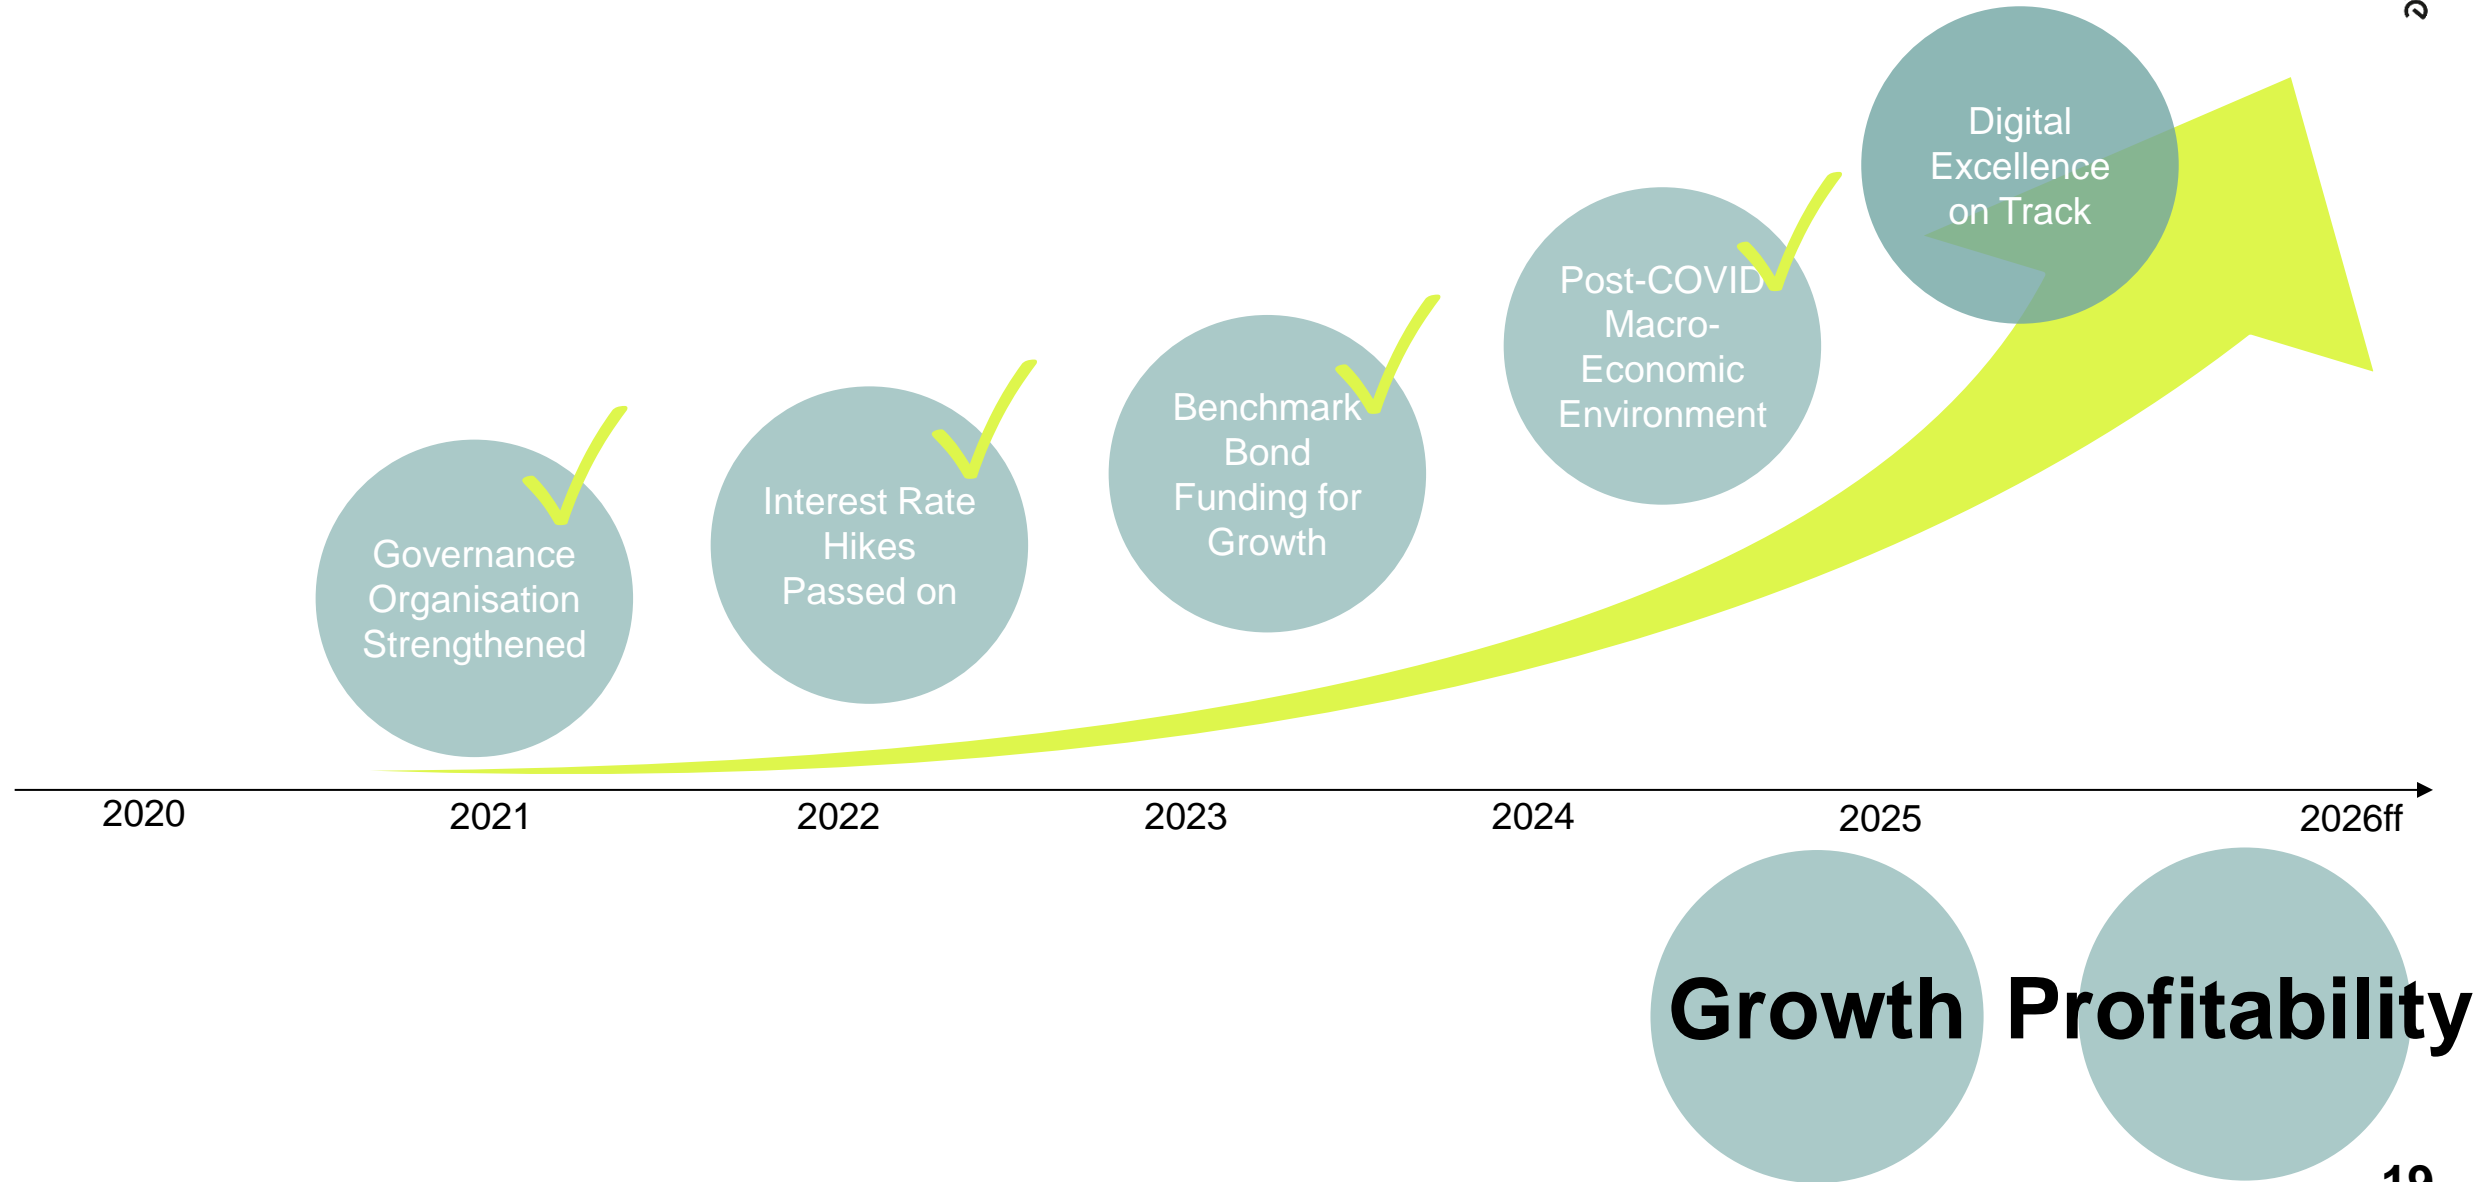 Digital
Excellence
on Track
Post-COVID
Macro-
Economic
Environment
Benchmark
Bond
Funding for
Growth
Interest Rate
Hikes
Passed on
Governance
Organisation
Strengthened
2020
2021
2022
2023
2024
2025
2026ff
Growth
Profitability
19